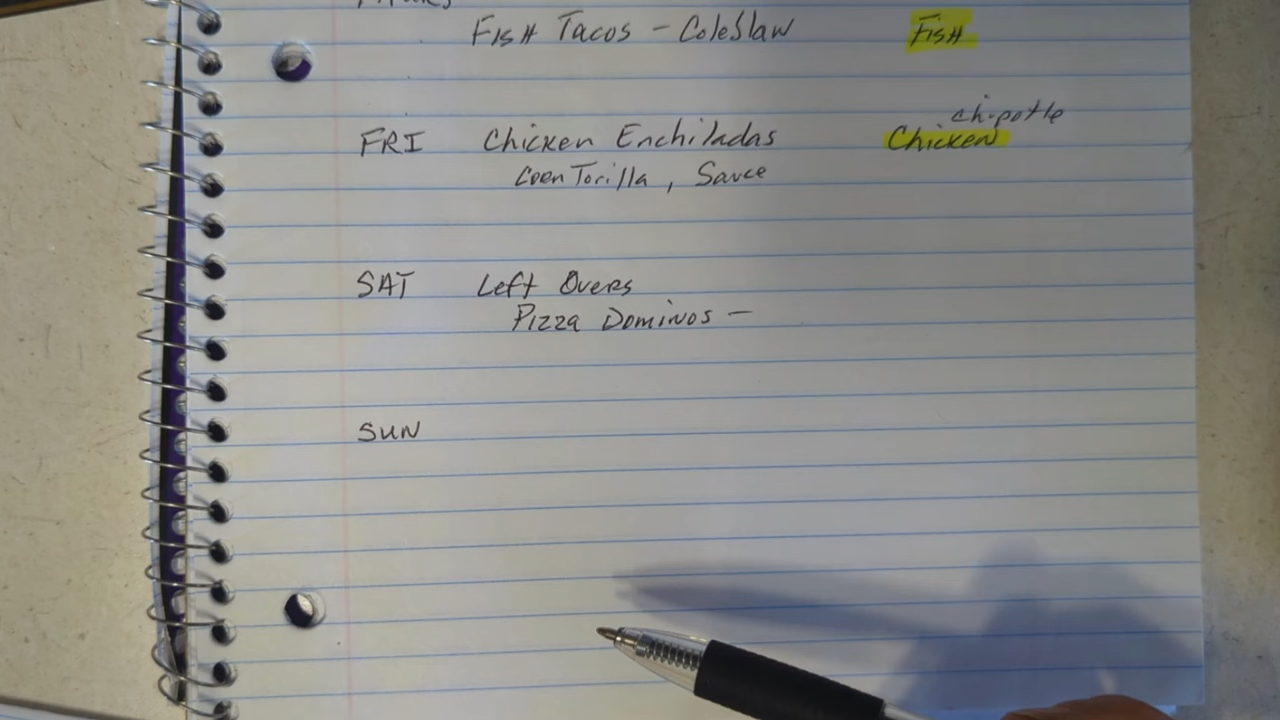 Fish Tacos - Coleslaw Fish
chipotle
FRI Chicken Enchiladas Chicken
Corn Torilla, Sauce
SAT Left Overs
Pizza Dominos -
SUN